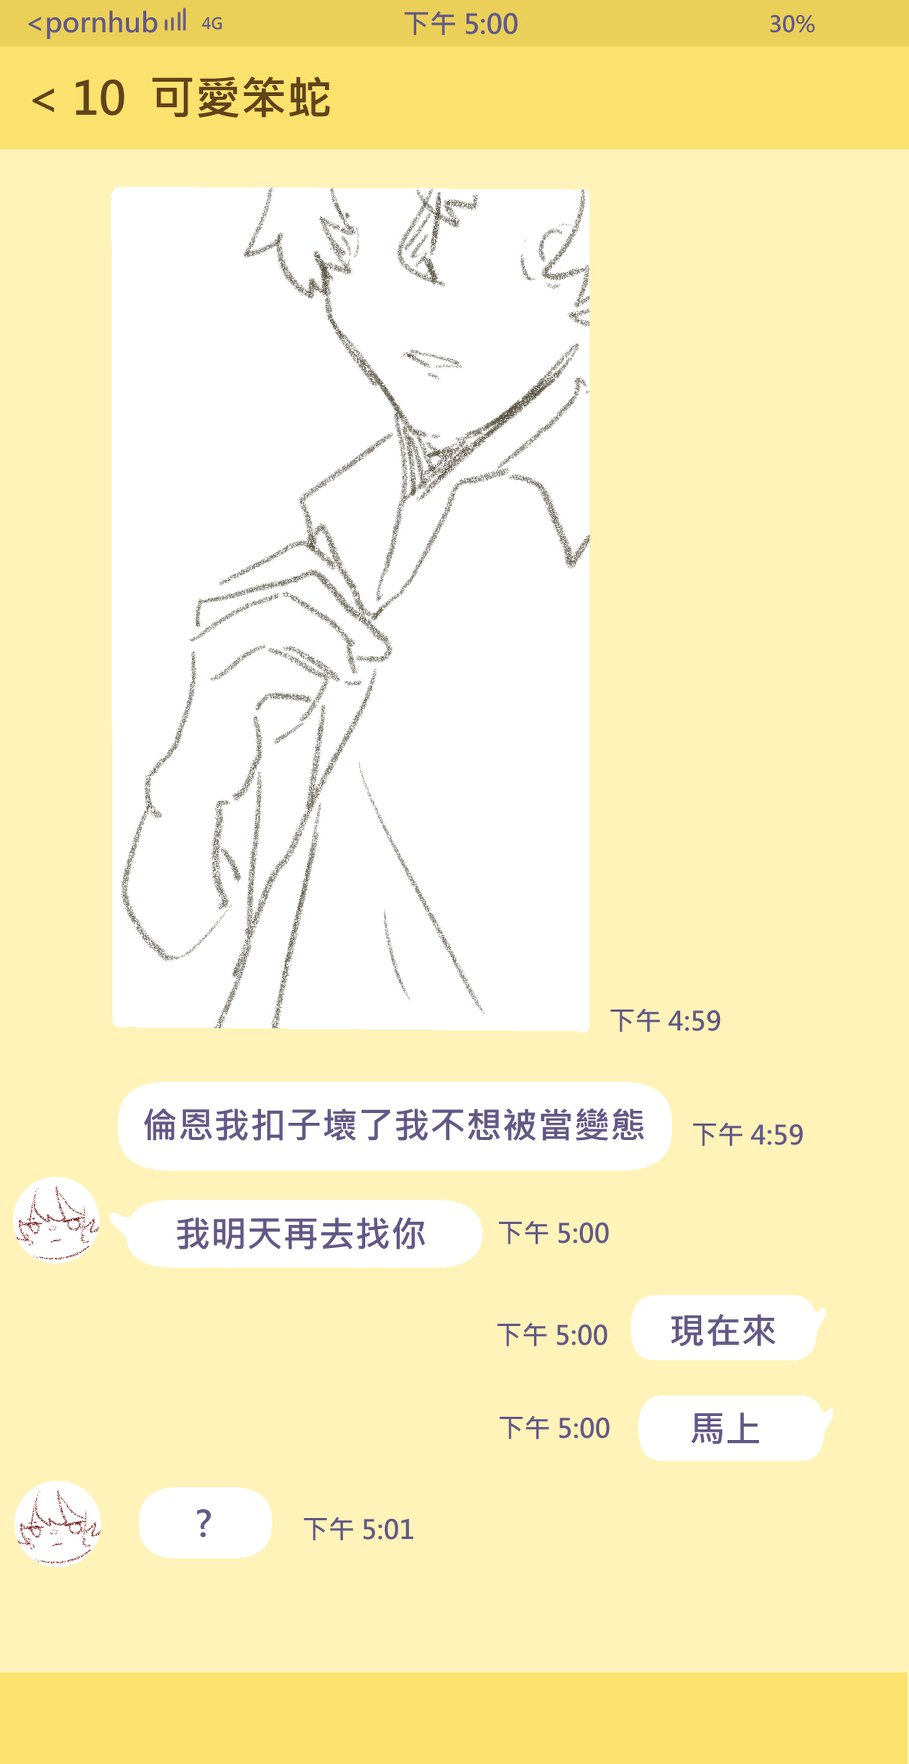 <pornhub 4G 下午 5:00 30%
< 10 可愛笨蛇
下午 4:59
倫恩我扣子壞了我不想被當變態 下午 4:59
我明天再去找你 下午 5:00
下午 5:00 現在來
下午 5:00 馬上
? 下午 5:01